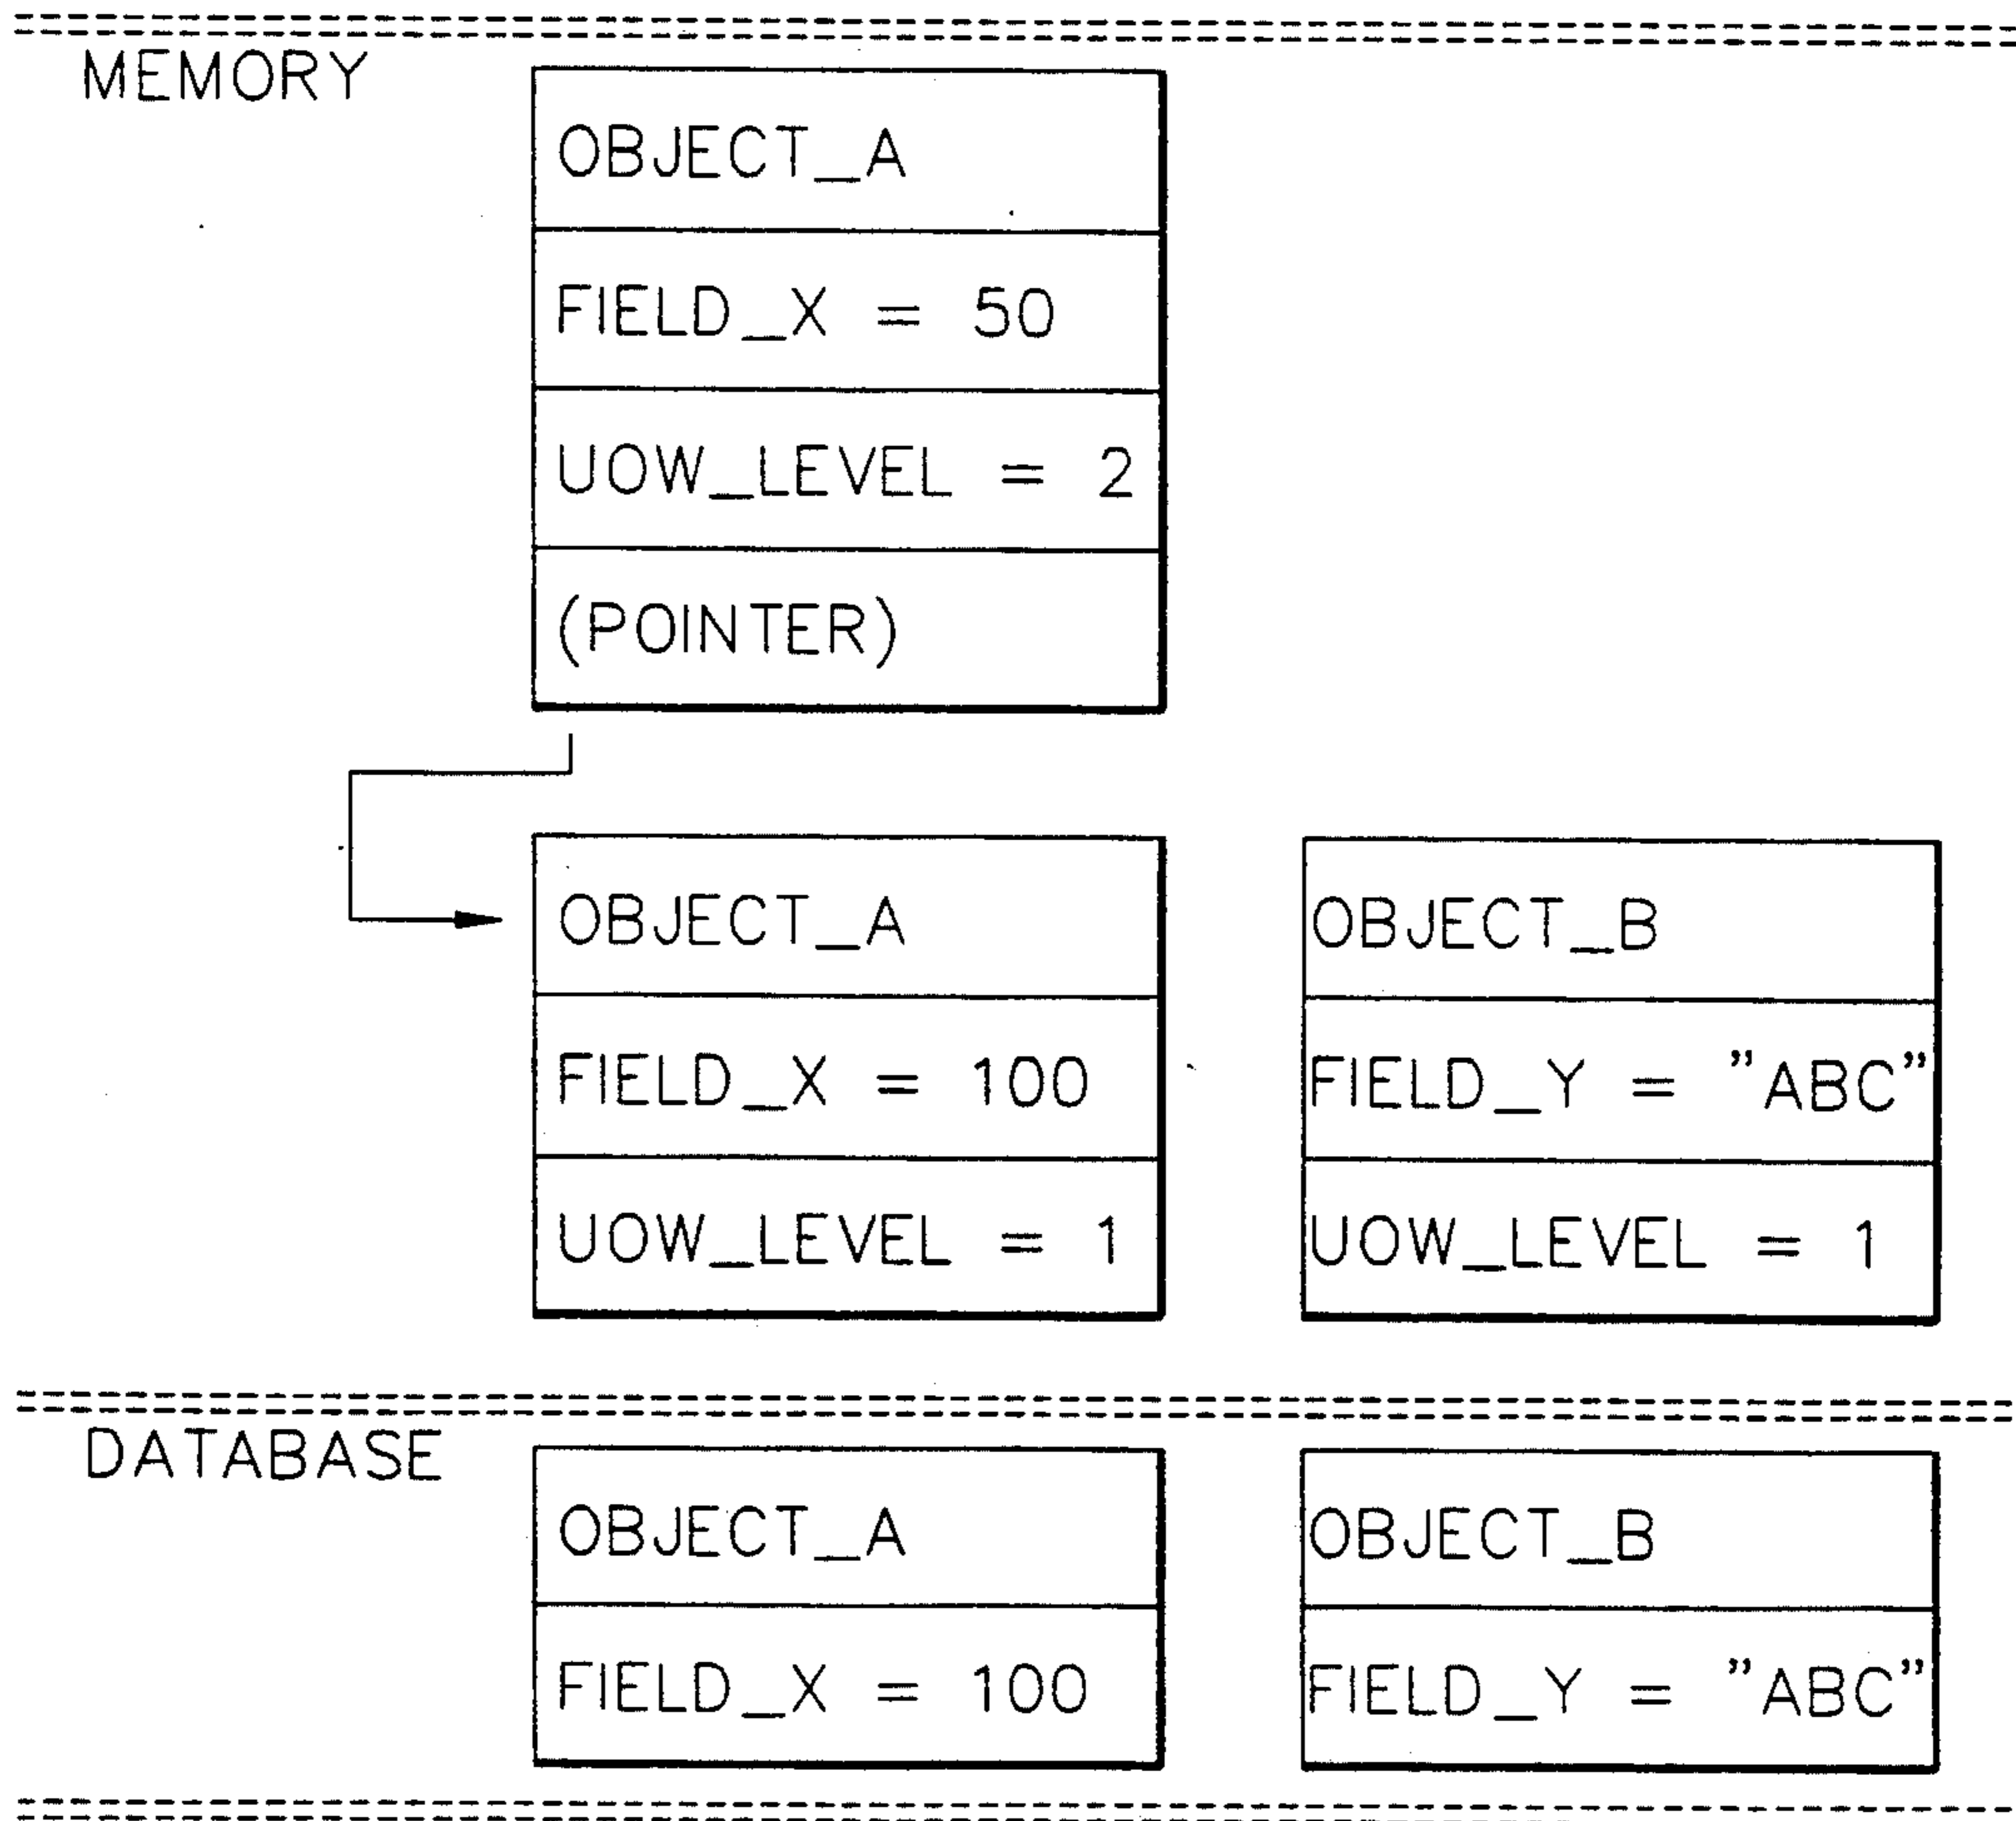 MEMORY
OBJECT_A
FIELD_X = 50
UOW_LEVEL = 2
(POINTER)
OBJECT_A
FIELD_X = 100
UOW_LEVEL = 1
OBJECT_B
FIELD_Y = ”ABC”
UOW_LEVEL = 1
DATABASE
OBJECT_A
FIELD_X = 100
OBJECT_B
FIELD_Y = ”ABC”